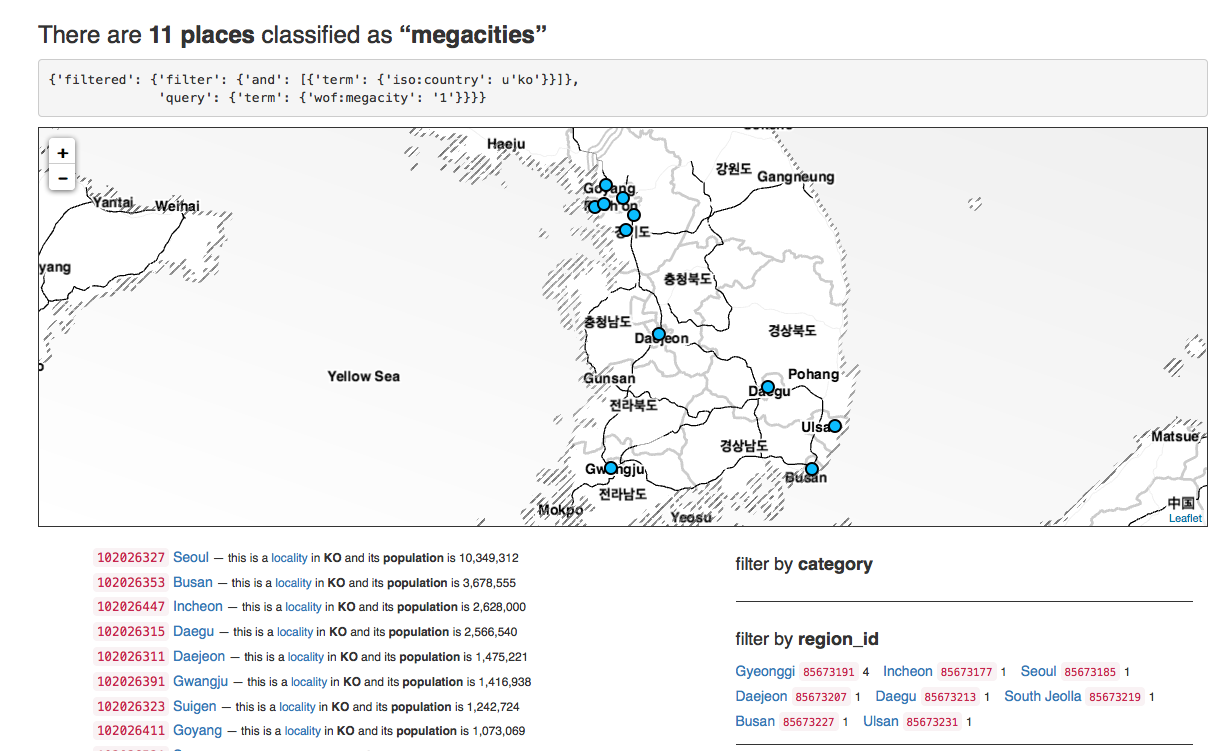 There are 11 places classified as “megacities”
{'filtered': {'filter': {'and': [{'term': {'iso:country': u'ko'}}]},
'query': {'term': {'wof:megacity': '1'}}}}
+
−
Haeju
강원도
Gangneung
Goyang
Yantai
Weihai
yang
충청북도
충청남도
Daejeon
경상북도
Yellow Sea
Gunsan
Pohang
Daegu
전라북도
Ulsa
경상남도
Matsue
Gwangju
Busan
전라남도
Mokpo
Yeosu
中国
Leaflet
102026327 Seoul — this is a locality in KO and its population is 10,349,312
102026353 Busan — this is a locality in KO and its population is 3,678,555
102026447 Incheon — this is a locality in KO and its population is 2,628,000
102026315 Daegu — this is a locality in KO and its population is 2,566,540
102026311 Daejeon — this is a locality in KO and its population is 1,475,221
102026391 Gwangju — this is a locality in KO and its population is 1,416,938
102026323 Suigen — this is a locality in KO and its population is 1,242,724
102026411 Goyang — this is a locality in KO and its population is 1,073,069
filter by category
filter by region_id
Gyeonggi 85673191 4 Incheon 85673177 1 Seoul 85673185 1
Daejeon 85673207 1 Daegu 85673213 1 South Jeolla 85673219 1
Busan 85673227 1 Ulsan 85673231 1